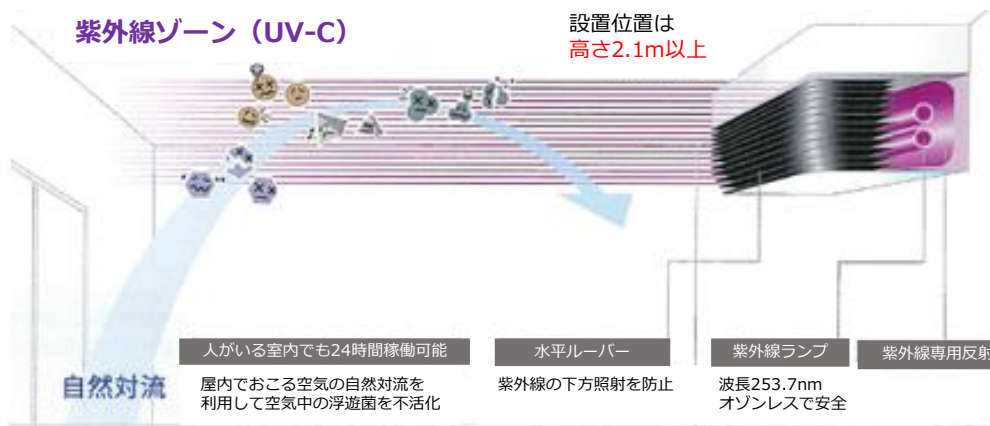 紫外線ゾーン（UV-C）
設置位置は
高さ2.1m以上
人がいる室内でも24時間稼働可能
水平ルーバー
紫外線ランプ
紫外線専用反射
自然対流
屋内でおこる空気の自然対流を
利用して空気中の浮遊菌を不活化
紫外線の下方照射を防止
波長253.7nm
オゾンレスで安全